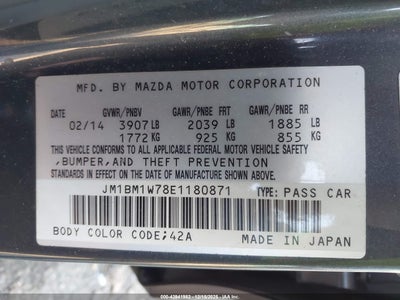 MFD. BY MAZDA MOTOR CORPORATION
DATE GVWR/PNBV GAWR/PNBE FRT GAWR/PNBE RR
02/14 3907 LB 2039 LB 1885 LB
1772 KG 925 KG 855 KG
THIS VEHICLE CONFORMS TO ALL APPLICABLE FEDERAL MOTOR VEHICLE SAFETY
,BUMPER,AND THEFT PREVENTION
STANDARDS IN EFFECT ON THE DATE OF MANUFACTURE SHOWN ABOVE.
JM1BM1W78E1180871 TYPE: PASS CAR
BODY COLOR CODE;42A MADE IN JAPAN